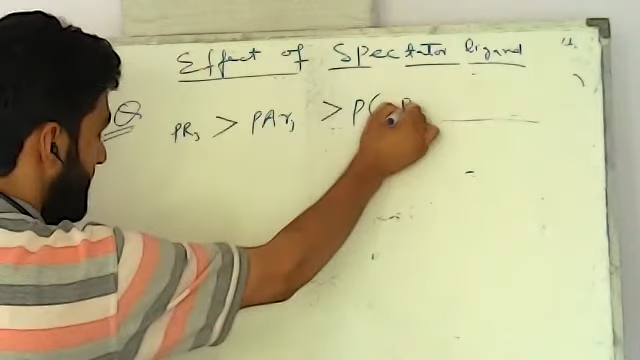 Effect of Spectator ligand
Q PR₃ > PAr₃ > P(